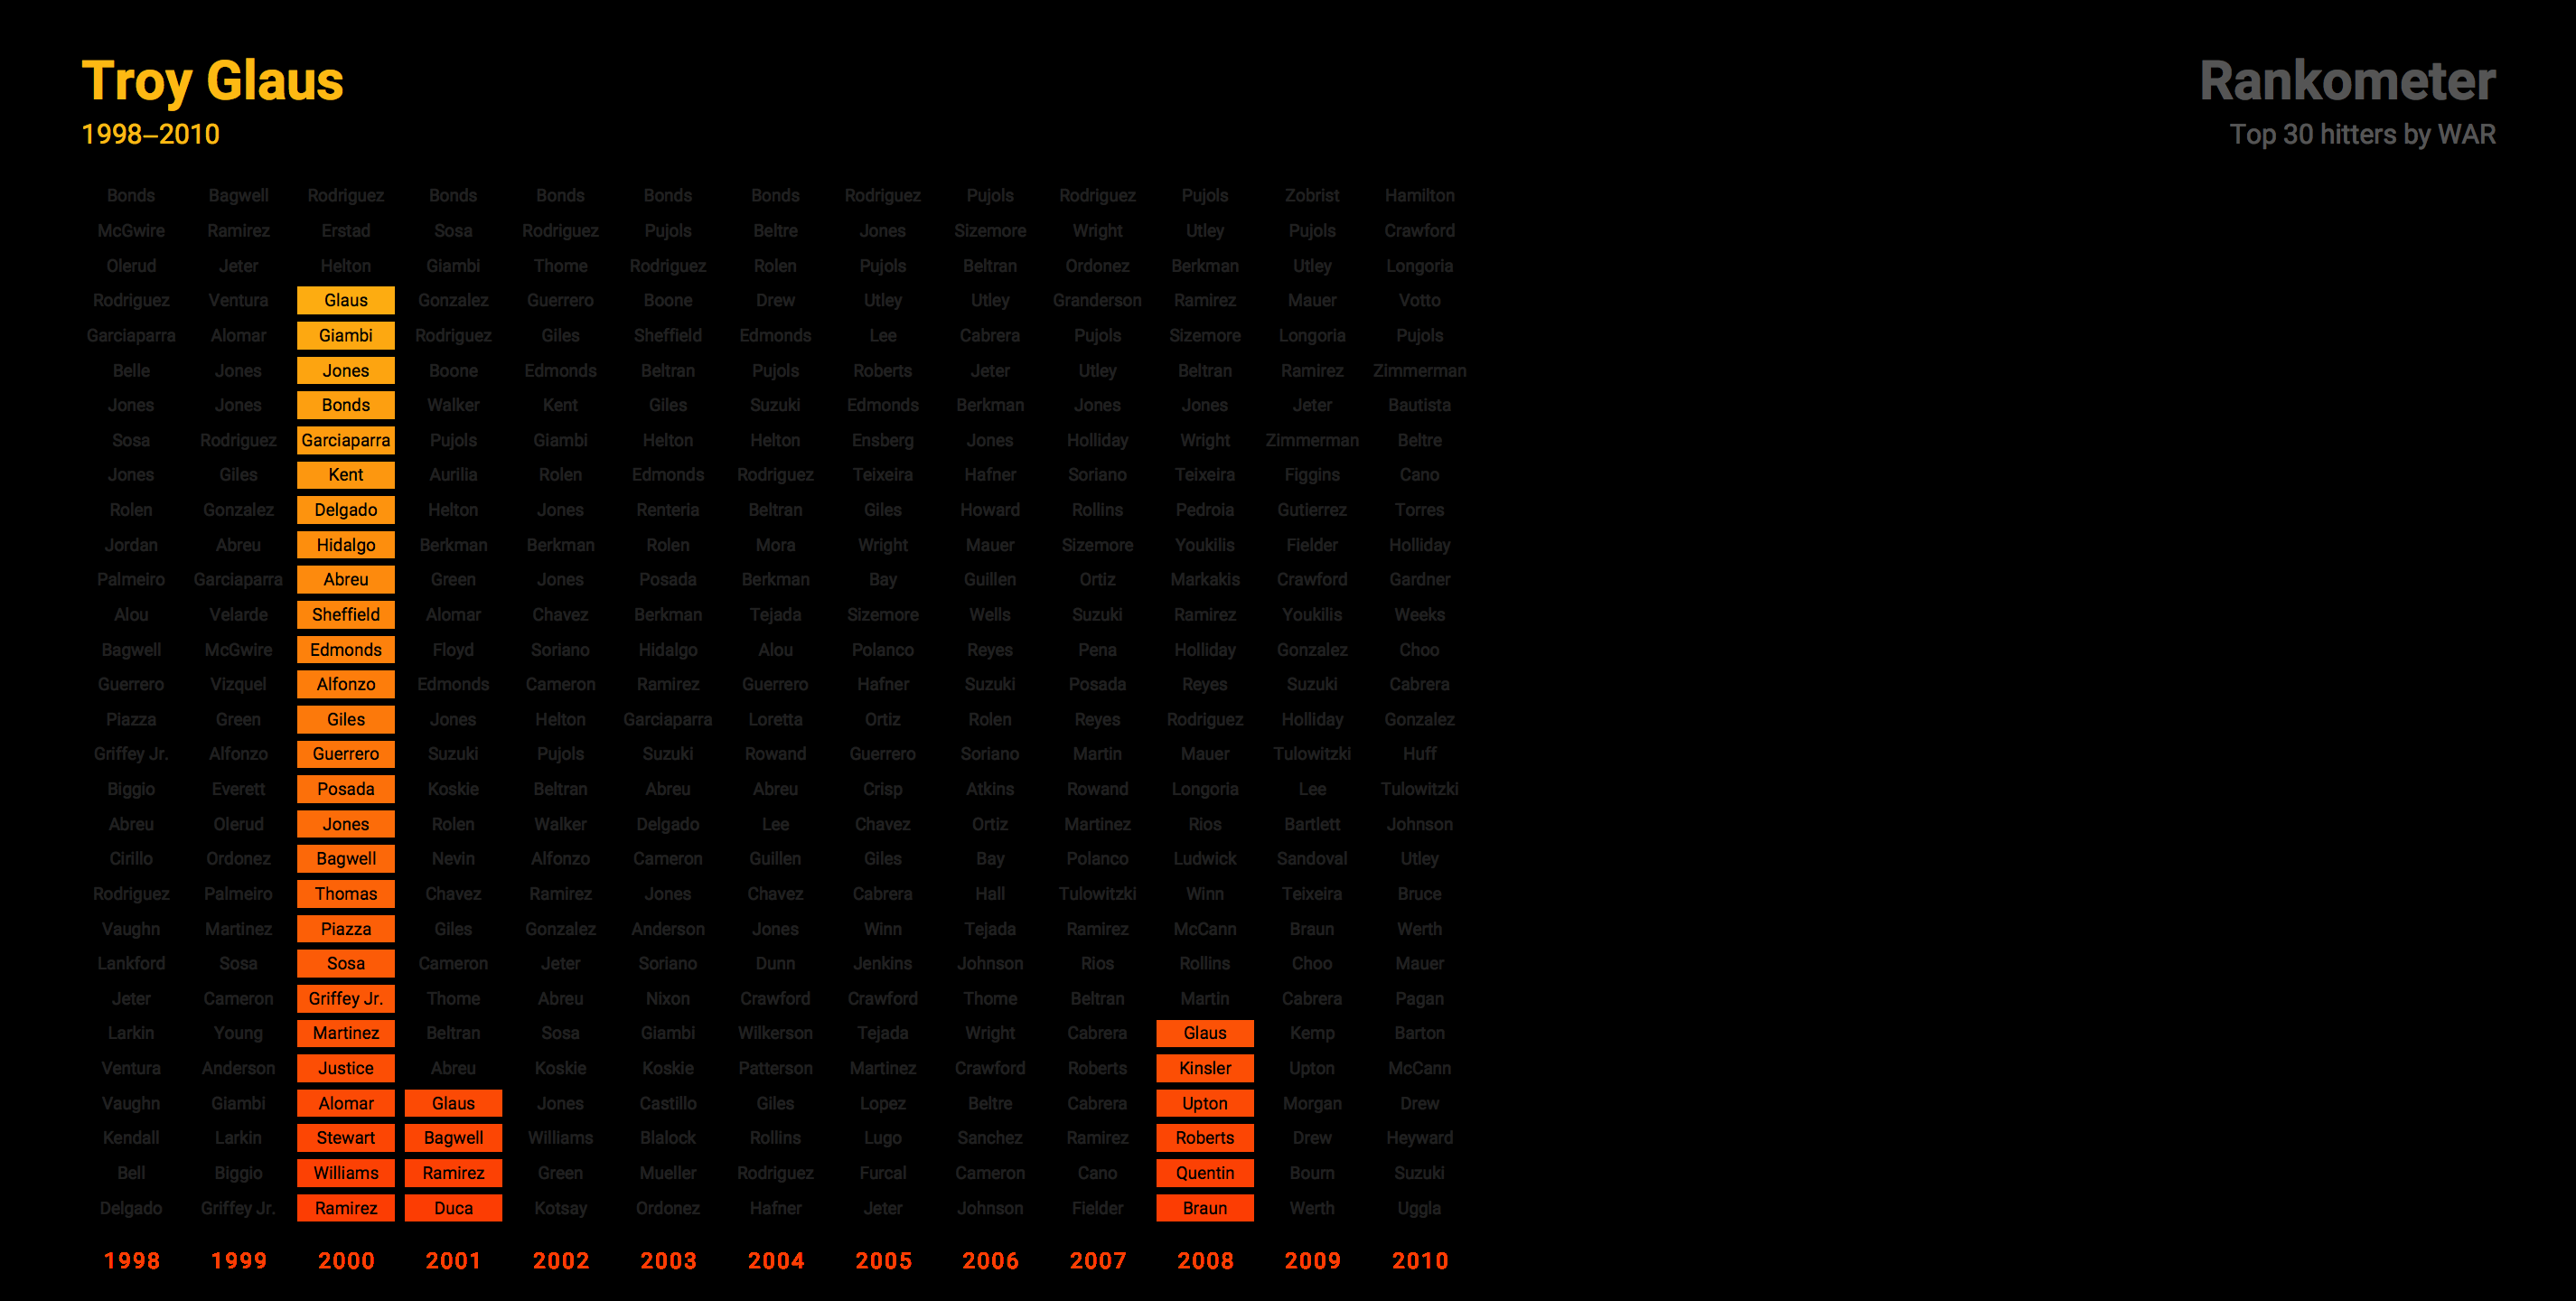 Troy Glaus
1998–2010
Rankometer
Top 30 hitters by WAR
Bonds Bagwell Rodriguez Bonds Bonds Bonds Bonds Rodriguez Pujols Rodriguez Pujols Zobrist Hamilton
McGwire Ramirez Erstad Sosa Rodriguez Pujols Beltre Jones Sizemore Wright Utley Pujols Crawford
Olerud Jeter Helton Giambi Thome Rodriguez Rolen Pujols Beltran Ordonez Berkman Utley Longoria
Rodriguez Ventura Glaus Gonzalez Guerrero Boone Drew Utley Utley Granderson Ramirez Mauer Votto
Garciaparra Alomar Giambi Rodriguez Giles Sheffield Edmonds Lee Cabrera Pujols Sizemore Longoria Pujols
Belle Jones Jones Boone Edmonds Beltran Pujols Roberts Jeter Utley Beltran Ramirez Zimmerman
Jones Jones Bonds Walker Kent Giles Suzuki Edmonds Berkman Jones Jones Jeter Bautista
Sosa Rodriguez Garciaparra Pujols Giambi Helton Helton Ensberg Jones Holliday Wright Zimmerman Beltre
Jones Giles Kent Aurilia Rolen Edmonds Rodriguez Teixeira Hafner Soriano Teixeira Figgins Cano
Rolen Gonzalez Delgado Helton Jones Renteria Beltran Giles Howard Rollins Pedroia Gutierrez Torres
Jordan Abreu Hidalgo Berkman Berkman Rolen Mora Wright Mauer Sizemore Youkilis Fielder Holliday
Palmeiro Garciaparra Abreu Green Jones Posada Berkman Bay Guillen Ortiz Markakis Crawford Gardner
Alou Velarde Sheffield Alomar Chavez Berkman Tejada Sizemore Wells Suzuki Ramirez Youkilis Weeks
Bagwell McGwire Edmonds Floyd Soriano Hidalgo Alou Polanco Reyes Pena Holliday Gonzalez Choo
Guerrero Vizquel Alfonzo Edmonds Cameron Ramirez Guerrero Hafner Suzuki Posada Reyes Suzuki Cabrera
Piazza Green Giles Jones Helton Garciaparra Loretta Ortiz Rolen Reyes Rodriguez Holliday Gonzalez
Griffey Jr. Alfonzo Guerrero Suzuki Pujols Suzuki Rowand Guerrero Soriano Martin Mauer Tulowitzki Huff
Biggio Everett Posada Koskie Beltran Abreu Abreu Crisp Atkins Rowand Longoria Lee Tulowitzki
Abreu Olerud Jones Rolen Walker Delgado Lee Chavez Ortiz Martinez Rios Bartlett Johnson
Cirillo Ordonez Bagwell Nevin Alfonzo Cameron Guillen Giles Bay Polanco Ludwick Sandoval Utley
Rodriguez Palmeiro Thomas Chavez Ramirez Jones Chavez Cabrera Hall Tulowitzki Winn Teixeira Bruce
Vaughn Martinez Piazza Giles Gonzalez Anderson Jones Winn Tejada Ramirez McCann Braun Werth
Lankford Sosa Sosa Cameron Jeter Soriano Dunn Jenkins Johnson Rios Rollins Choo Mauer
Jeter Cameron Griffey Jr. Thome Abreu Nixon Crawford Crawford Thome Beltran Martin Cabrera Pagan
Larkin Young Martinez Beltran Sosa Giambi Wilkerson Tejada Wright Cabrera Glaus Kemp Barton
Ventura Anderson Justice Abreu Koskie Koskie Patterson Martinez Crawford Roberts Kinsler Upton McCann
Vaughn Giambi Alomar Glaus Jones Castillo Giles Lopez Beltre Cabrera Upton Morgan Drew
Kendall Larkin Stewart Bagwell Williams Blalock Rollins Lugo Sanchez Ramirez Roberts Drew Heyward
Bell Biggio Williams Ramirez Green Mueller Rodriguez Furcal Cameron Cano Quentin Bourn Suzuki
Delgado Griffey Jr. Ramirez Duca Kotsay Ordonez Hafner Jeter Johnson Fielder Braun Werth Uggla
1998 1999 2000 2001 2002 2003 2004 2005 2006 2007 2008 2009 2010